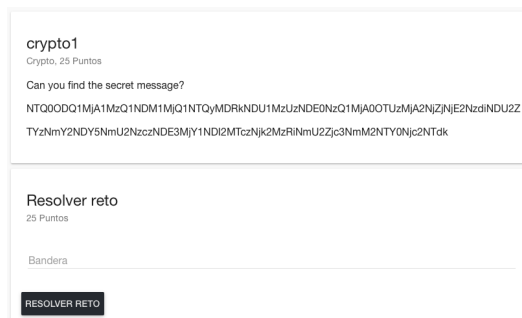 crypto1
Crypto, 25 Puntos
Can you find the secret message?
NTQ0ODQ1MjA1MzQ1NDM1MjQ1NTQyMDRkNDU1MzUzNDE0NzQ1MjA0OTUzMjA2NjZjNjE2NzdiNDU2Z
TYzNmY2NDY5NmU2NzczNDE3MjY1NDI2MTczNjk2MzRiNmU2Zjc3NmM2NTY0Njc2NTdk
Resolver reto
25 Puntos
Bandera
RESOLVER RETO